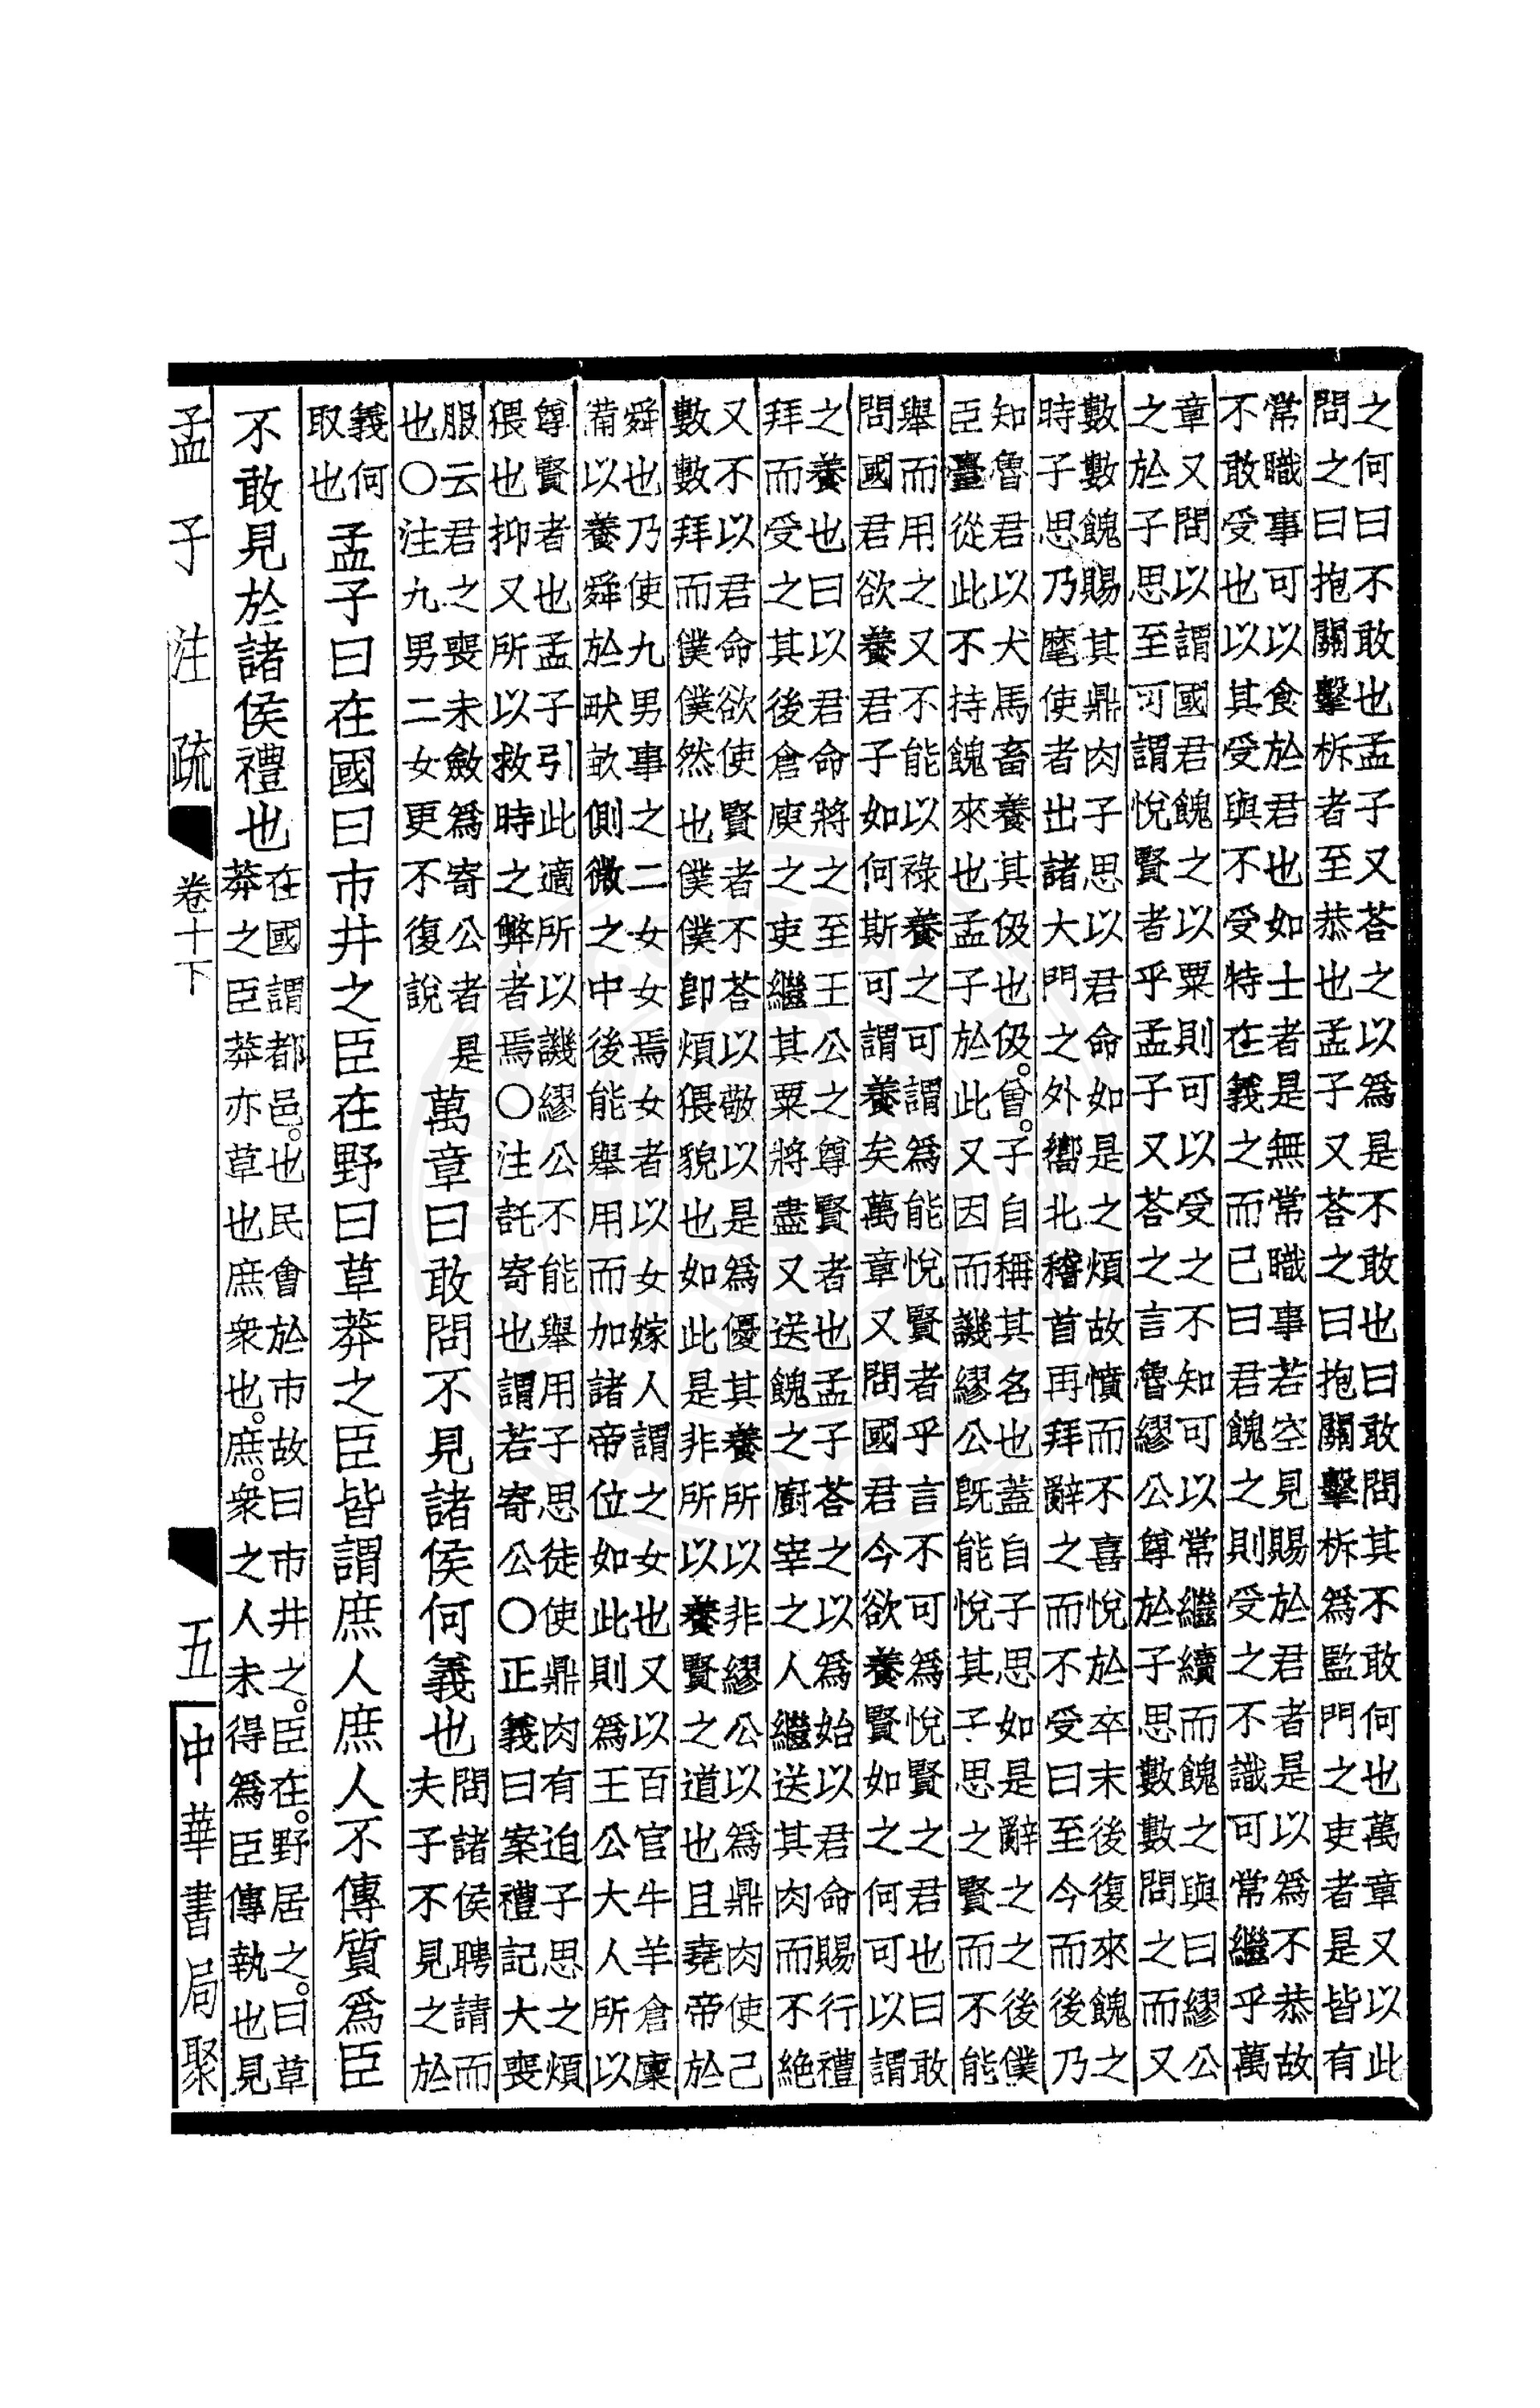 之何曰不敢也孟子又荅之以爲是不敢也曰敢問其不敢何也萬章又以此
問之曰抱關擊柝者至恭也孟子又荅之曰抱關擊柝爲監門之吏者是皆有
常職事可以食於君也如士者是無常職事若空見賜於君者是以爲不恭故
不敢受也以其受與不受特在義之而已曰君餽之則受之不識可常繼乎萬
章又問以謂國君餽之以粟則可以受之不知可以常繼續而餽之與曰繆公
之於子思至可謂悅賢者乎孟子又荅之言魯繆公尊於子思數數問之而又
數數餽賜其鼎肉子思以君命如是之煩故憤而不喜悅於卒末後復來餽之
時子思乃麾使者出諸大門之外嚮北稽首再拜辭之而不受曰至今而後乃
知魯君以犬馬畜養其伋也伋。曾。子自稱其名也蓋自子思如是辭之之後僕
臣臺從此不持餽來也孟子於此又因而譏繆公旣能悅其子思之賢而不能
舉而用之又不能以祿養之可謂爲能悅賢者乎言不可爲悅賢之君也曰敢
問國君欲養君子如何斯可謂養矣萬章又問國君今欲養賢如之何可以謂
之養也曰以君命將之至王公之尊賢者也孟子荅之以爲始以君命賜行禮
拜而受之其後倉庾之吏繼其粟將盡又送餽之廚宰之人繼送其肉而不絶
又不以君命欲使賢者不荅以敬以是爲優其養所以非繆公以爲鼎肉使己
數數拜而僕僕然也僕僕卽煩猥貌也如此是非所以養賢之道也且堯帝於
舜也乃使九男事之二女女焉女者以女嫁人謂之女也又以百官牛羊倉廩
備以養舜於畎畝側微之中後能舉用而加諸帝位如此則爲王公大人所以
尊賢者也孟子引此適所以譏繆公不能舉用子思徒使鼎肉有迫子思之煩
猥也抑又所以救時之弊者焉○注託寄也謂若寄公○正義曰案禮記大喪
服云君之喪未斂爲寄公者是
也○注九男二女更不復說
萬章曰敢問不見諸侯何義也
問諸侯聘請而
夫子不見之於
義何
取也
孟子曰在國曰市井之臣在野曰草莽之臣皆謂庶人庶人不傳質爲臣
不敢見於諸侯禮也
在國謂都邑。也民會於市故曰市井之。臣在。野居之。曰草
莽之臣莽亦草也庶衆也。庶。衆之人未得爲臣傳執也見
孟子注疏 卷十下
五 中華書局聚